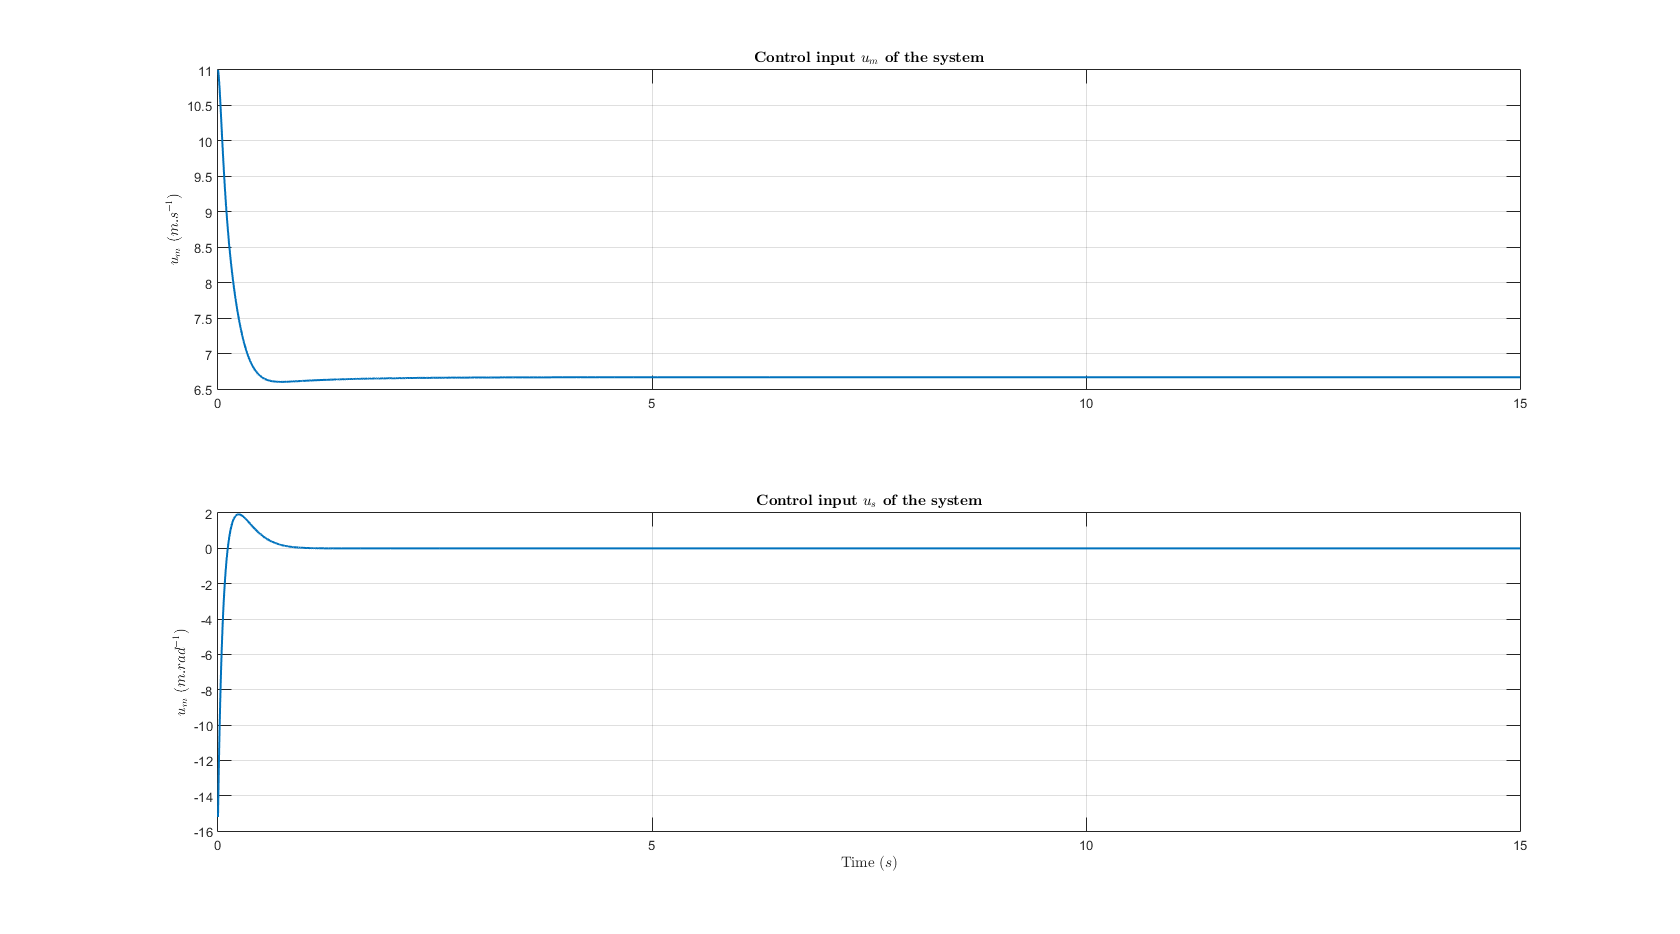 Control input u_m of the system
11
10.5
10
9.5
9
8.5
8
7.5
7
6.5
u_m (m.s^{-1})
0 5 10 15
Control input u_s of the system
2
0
-2
-4
-6
-8
-10
-12
-14
-16
u_m (m.rad^{-1})
0 5 10 15
Time (s)